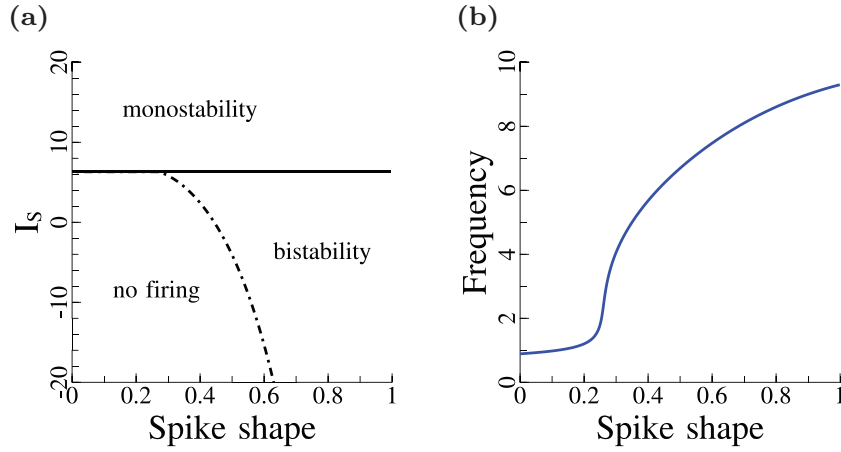 (a)
20
monostability
10
I_S
0
bistability
no firing
-10
-20
0 0.2 0.4 0.6 0.8 1
Spike shape
(b)
10
8
6
Frequency
4
2
0
0 0.2 0.4 0.6 0.8 1
Spike shape